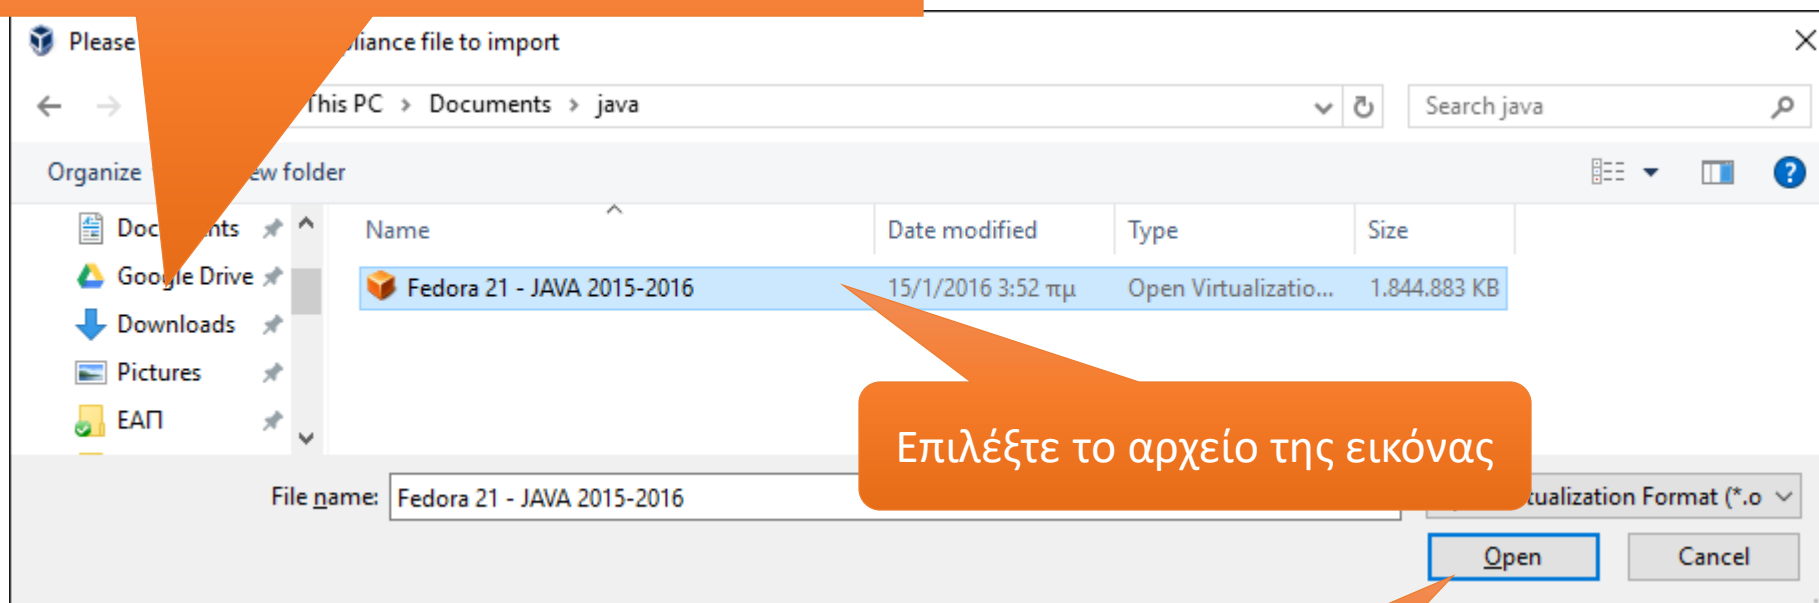 Please
liance file to import
This PC > Documents > java
Search java
Organize
ew folder
Name
Date modified
Type
Size
Doc nts
Google Drive
Downloads
Pictures
ΕΑΠ
Fedora 21 - JAVA 2015-2016
15/1/2016 3:52 πμ
Open Virtualizatio...
1.844.883 KB
Επιλέξτε το αρχείο της εικόνας
File name:
Fedora 21 - JAVA 2015-2016
tualization Format (*.o
Open
Cancel